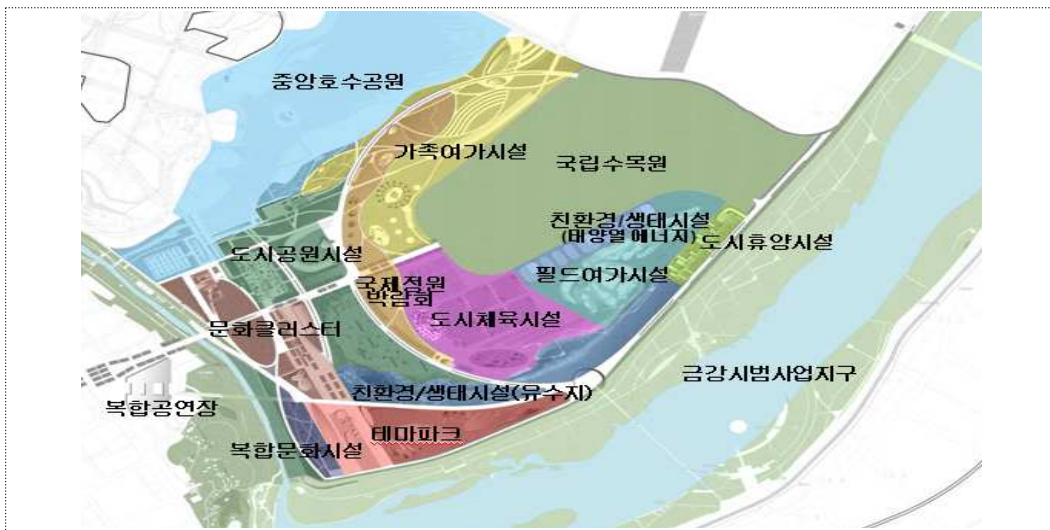 중앙호수공원
가족여가시설
국립수목원
친환경/생태시설
(태양열에너지)
도시휴양시설
도시공원시설
필드여가시설
국제정원
박람회
도시체육시설
문화클러스터
금강시범사업지구
친환경/생태시설(유수지)
복합공연장
테마파크
복합문화시설